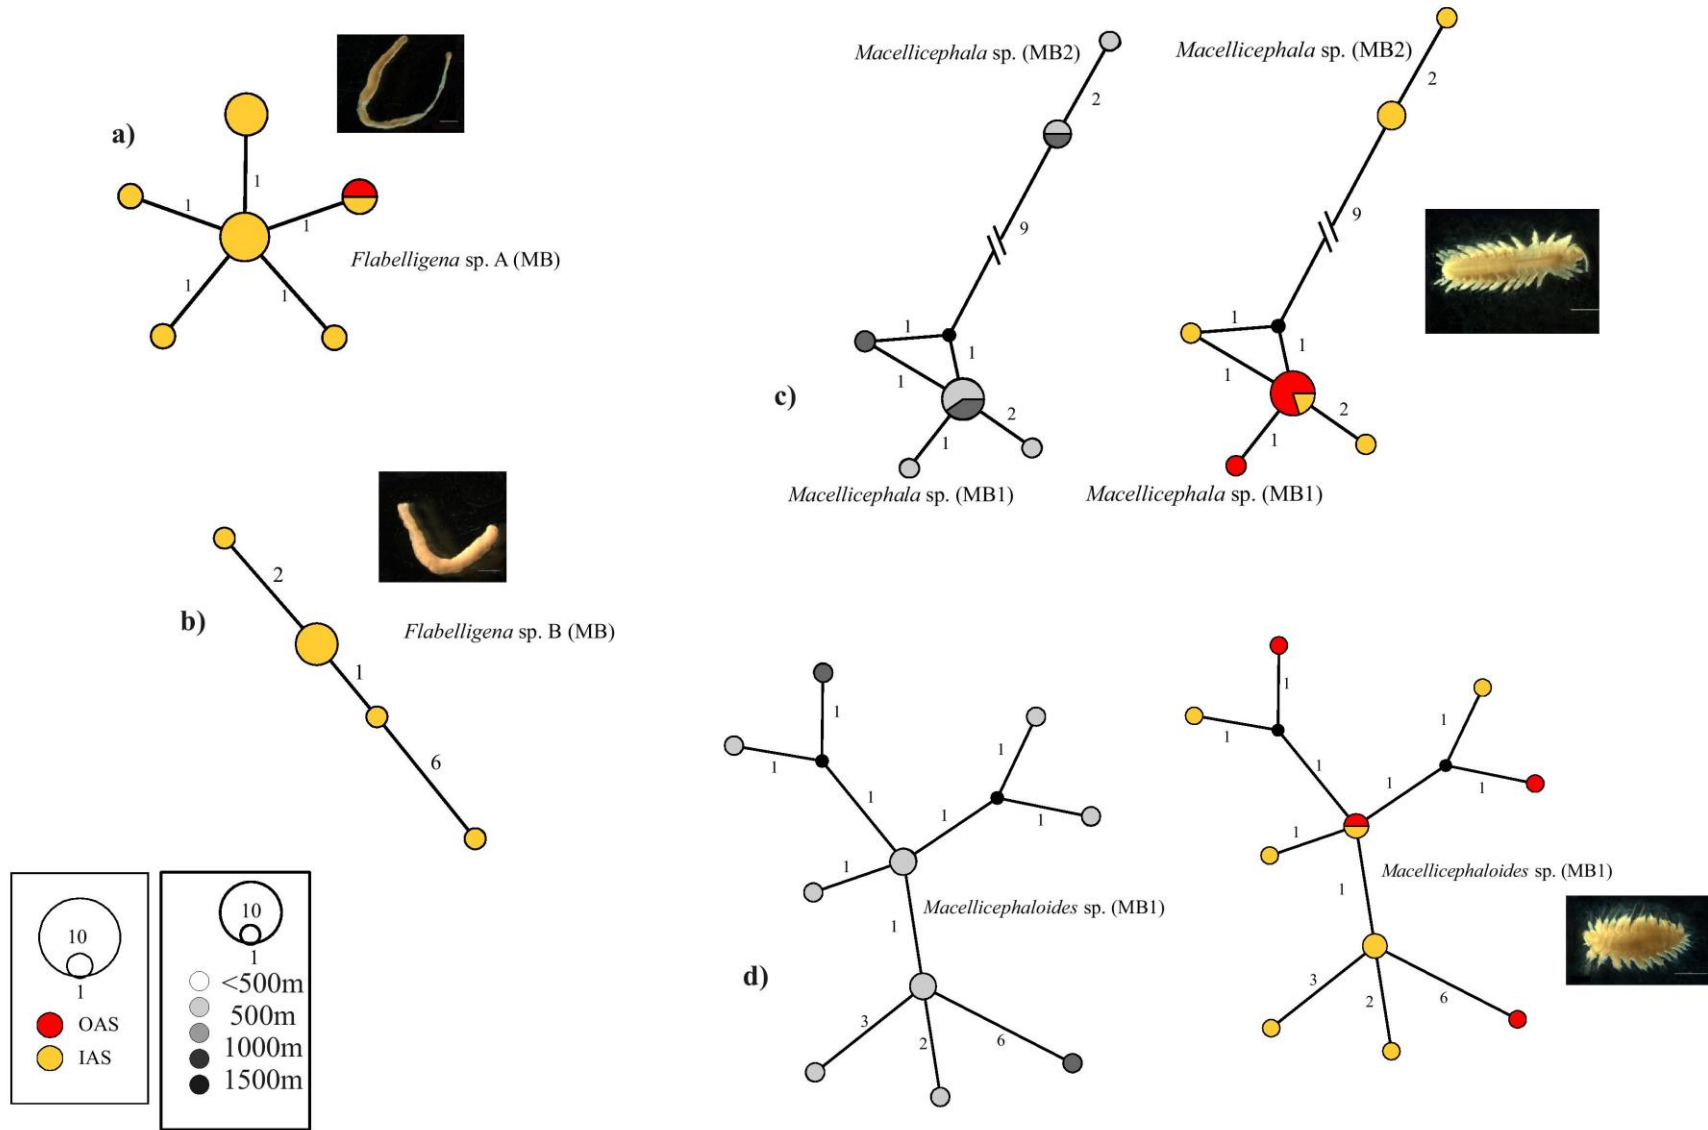 a)
1
1
1
1
1
Flabelligena sp. A (MB)
b)
2
1
6
Flabelligena sp. B (MB)
10
1
OAS
IAS
10
1
<500m
500m
1000m
1500m
c)
Macellicephala sp. (MB2)
2
9
1
1
1
2
1
Macellicephala sp. (MB1)
Macellicephala sp. (MB2)
2
9
1
1
1
2
1
Macellicephala sp. (MB1)
d)
1
1
1
1
1
1
1
1
3
2
6
Macellicephaloides sp. (MB1)
1
1
1
1
1
1
1
1
3
2
6
Macellicephaloides sp. (MB1)